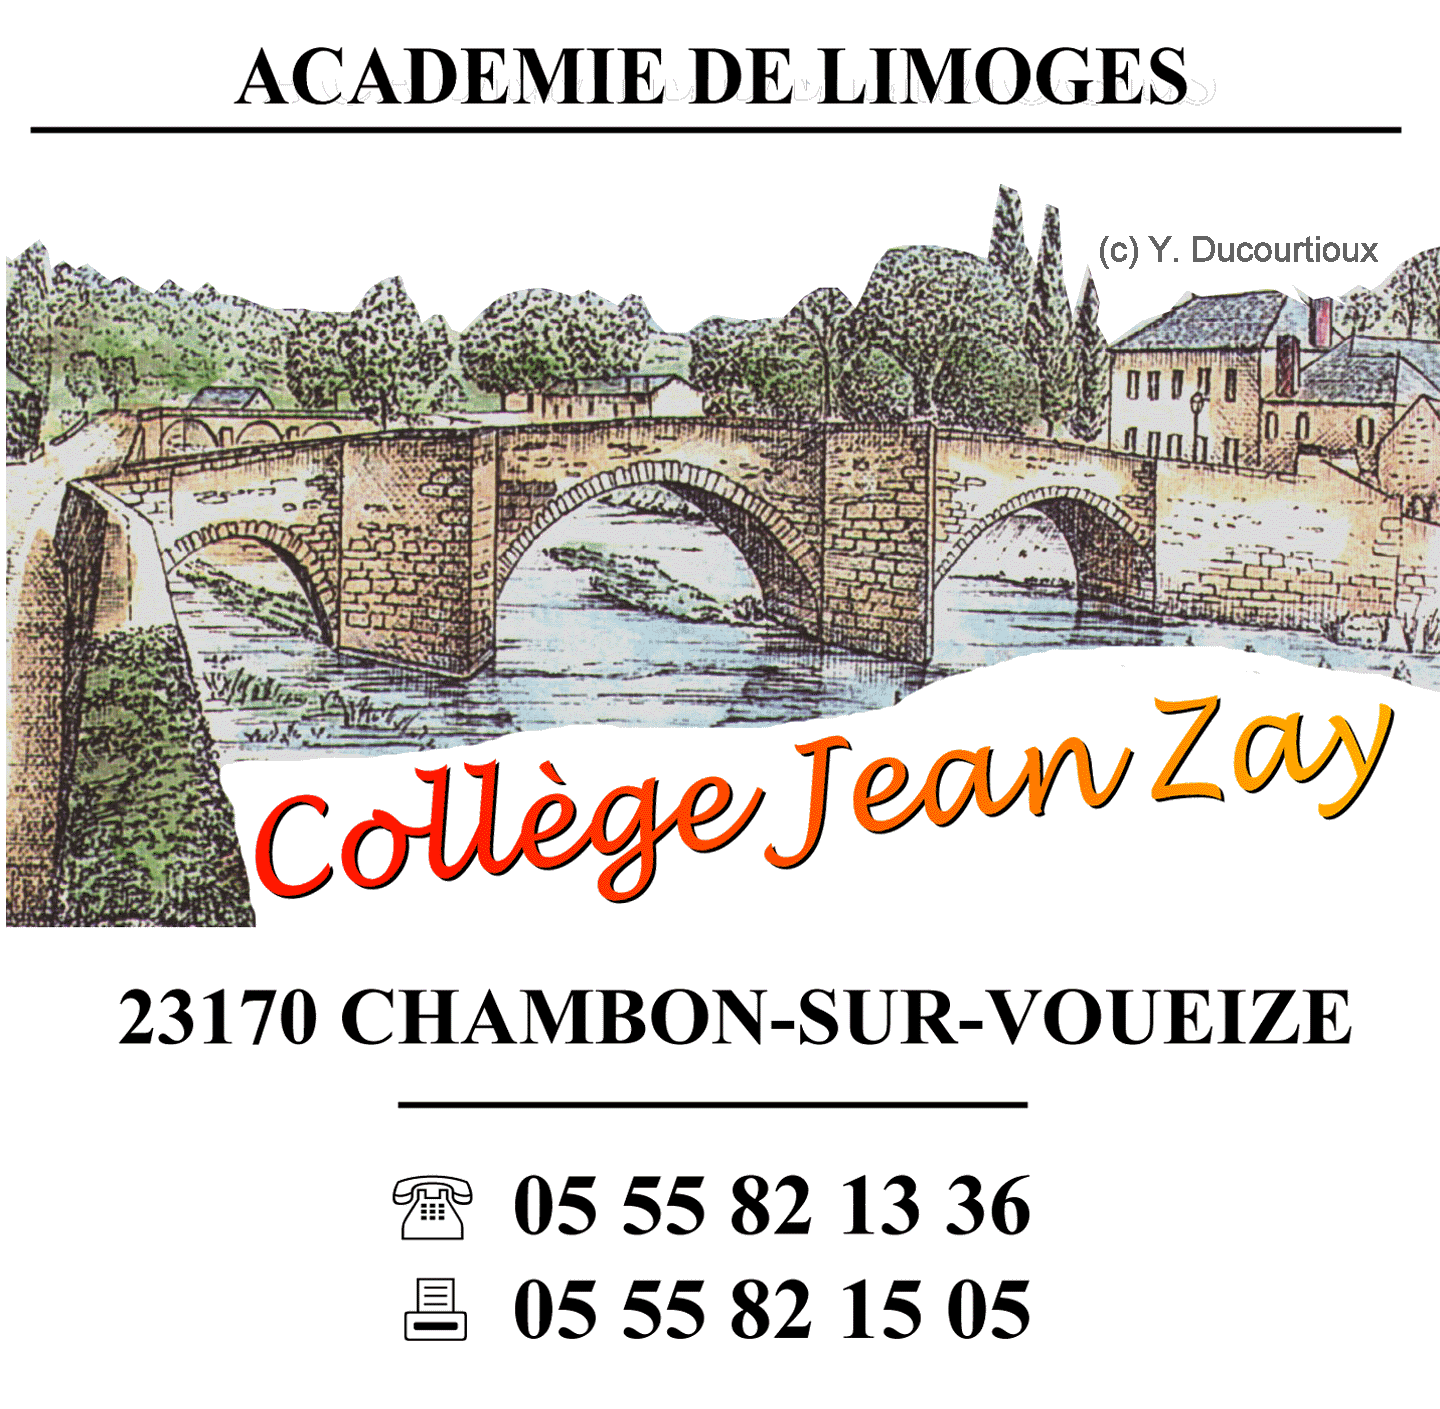 ACADEMIE DE LIMOGES
(c) Y. Ducourtioux
Collège Jean Zay
23170 CHAMBON-SUR-VOUEIZE
05 55 82 13 36
05 55 82 15 05